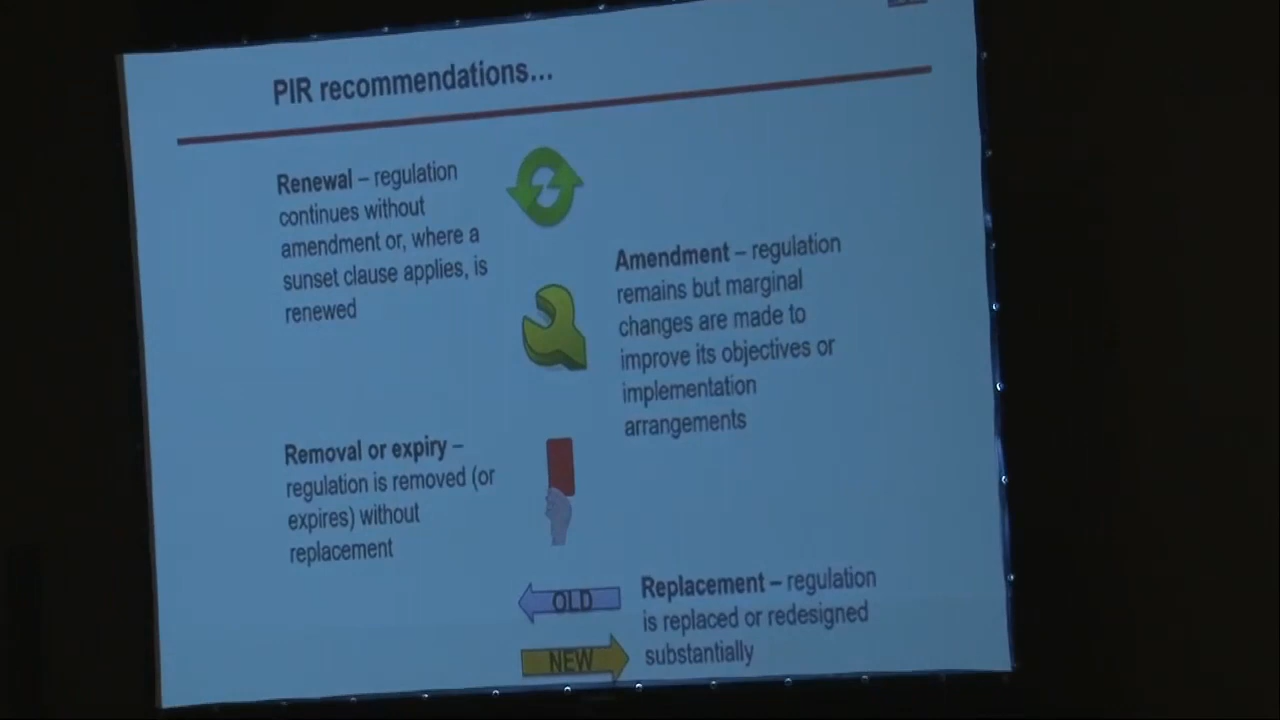 PIR recommendations...
Renewal – regulation
continues without
amendment or, where a
sunset clause applies, is
renewed
Amendment – regulation
remains but marginal
changes are made to
improve its objectives or
implementation
arrangements
Removal or expiry –
regulation is removed (or
expires) without
replacement
OLD
NEW
Replacement – regulation
is replaced or redesigned
substantially